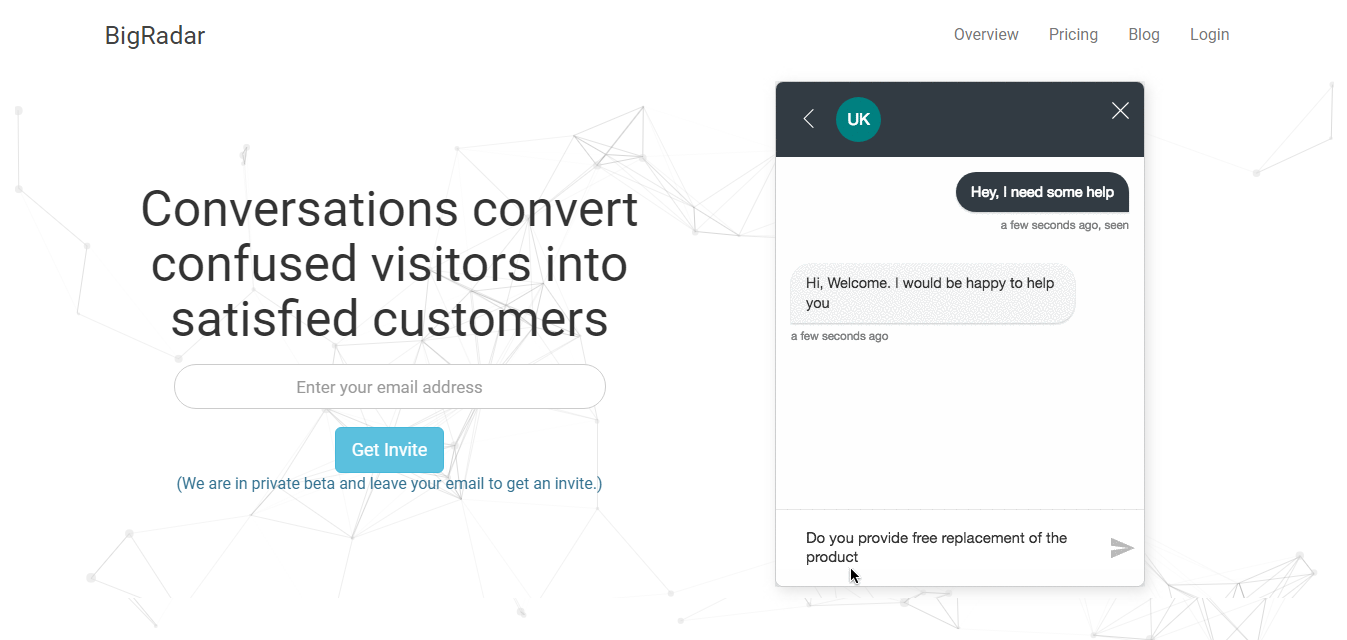 BigRadar
Overview Pricing Blog Login
Conversations convert
confused visitors into
satisfied customers
Enter your email address
Get Invite
(We are in private beta and leave your email to get an invite.)
UK
Hey, I need some help
a few seconds ago, seen
Hi, Welcome. I would be happy to help
you
a few seconds ago
Do you provide free replacement of the
product